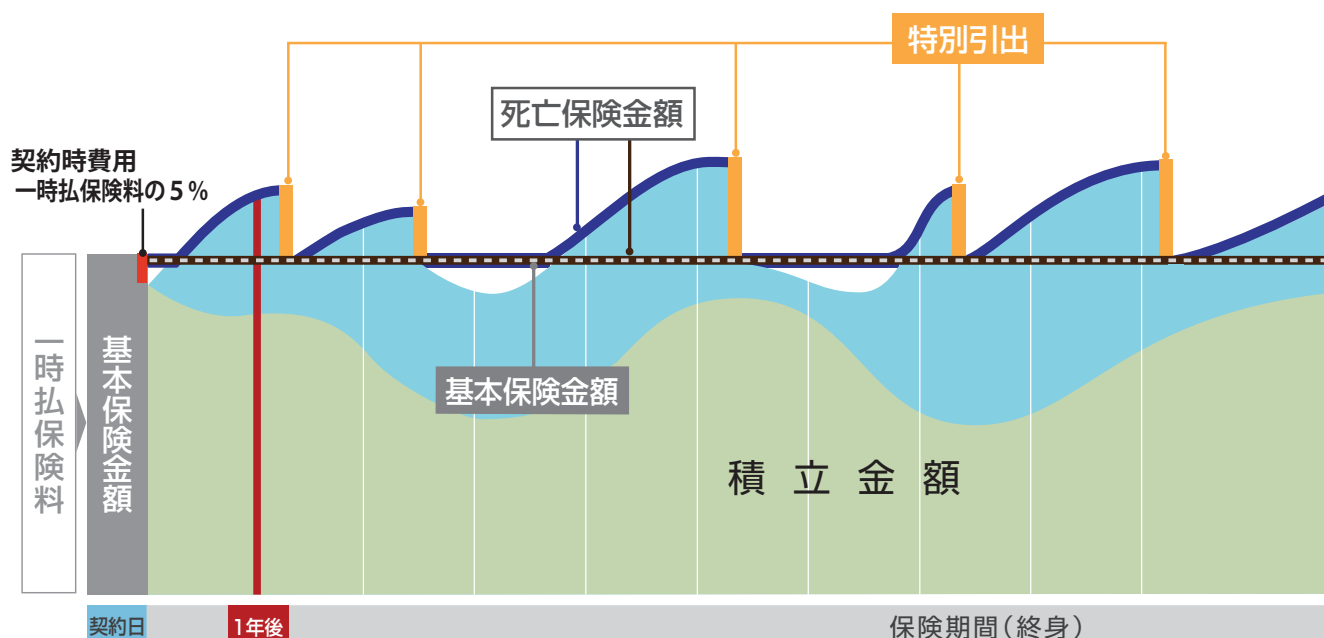 特別引出
死亡保険金額
契約時費用
一時払保険料の5%
一時払保険料
基本保険金額
基本保険金額
積立金額
契約日
1年後
保険期間(終身)